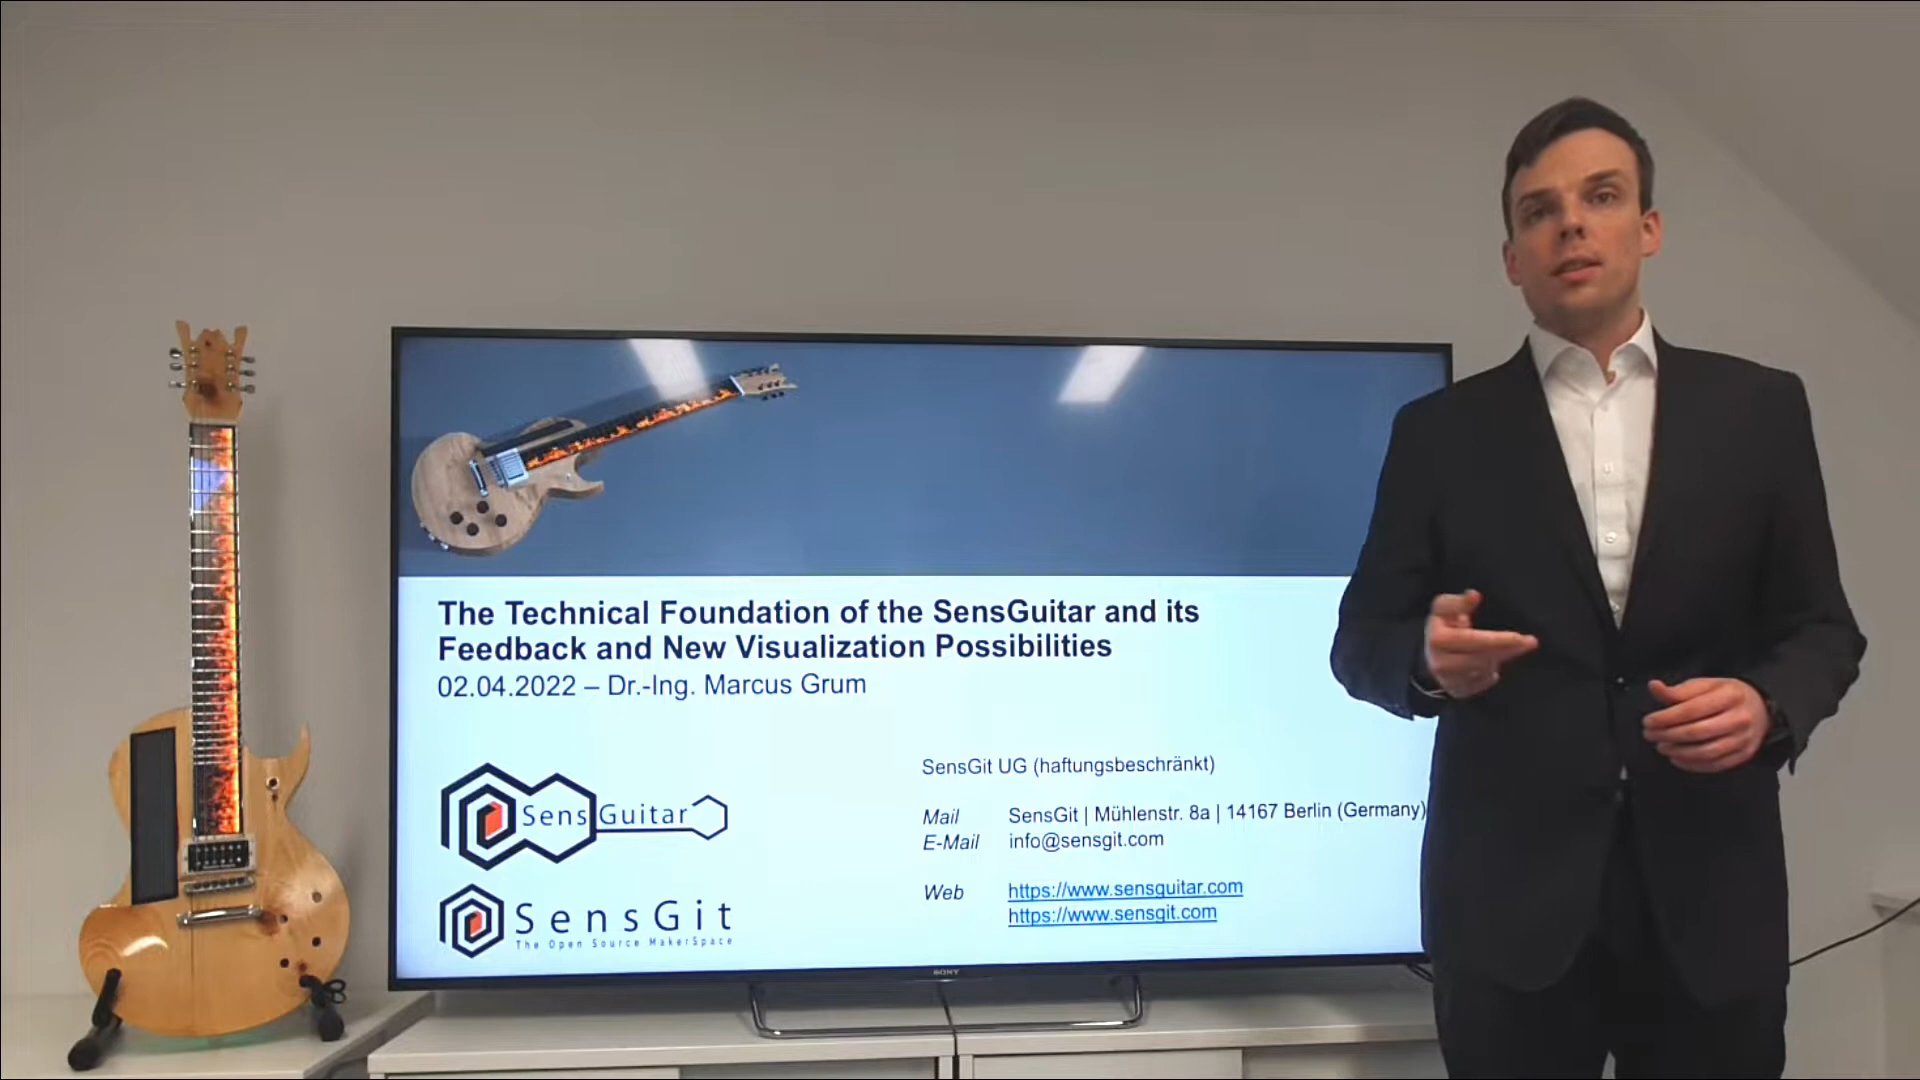 The Technical Foundation of the SensGuitar and its
Feedback and New Visualization Possibilities
02.04.2022 – Dr.-Ing. Marcus Grum
SensGuitar
SensGit
The Open Source MakerSpace
SensGit UG (haftungsbeschränkt)
Mail SensGit | Mühlenstr. 8a | 14167 Berlin (Germany)
E-Mail info@sensgit.com
Web https://www.sensguitar.com
https://www.sensgit.com
SONY